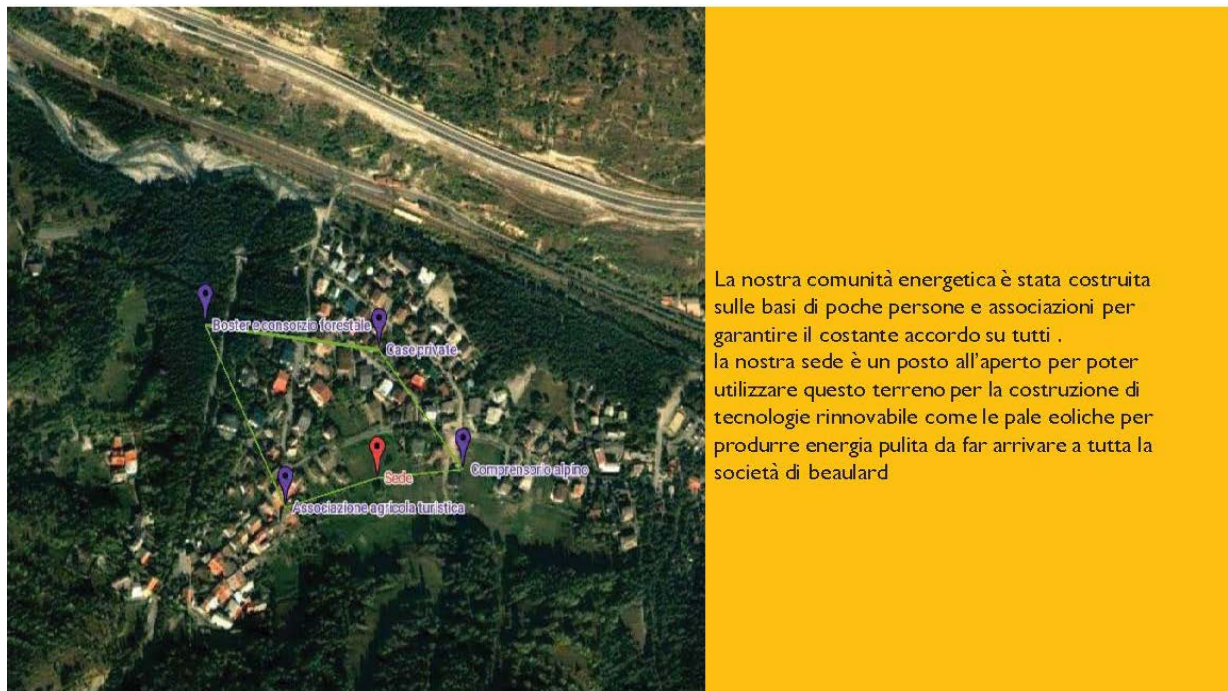 Boster e consorzio forestale
Case private
Comprensorio alpino
Sede
Associazione agricola turistica
La nostra comunità energetica è stata costruita
sulle basi di poche persone e associazioni per
garantire il costante accordo su tutti .
la nostra sede è un posto all'aperto per poter
utilizzare questo terreno per la costruzione di
tecnologie rinnovabile come le pale eoliche per
produrre energia pulita da far arrivare a tutta la
società di beaulard